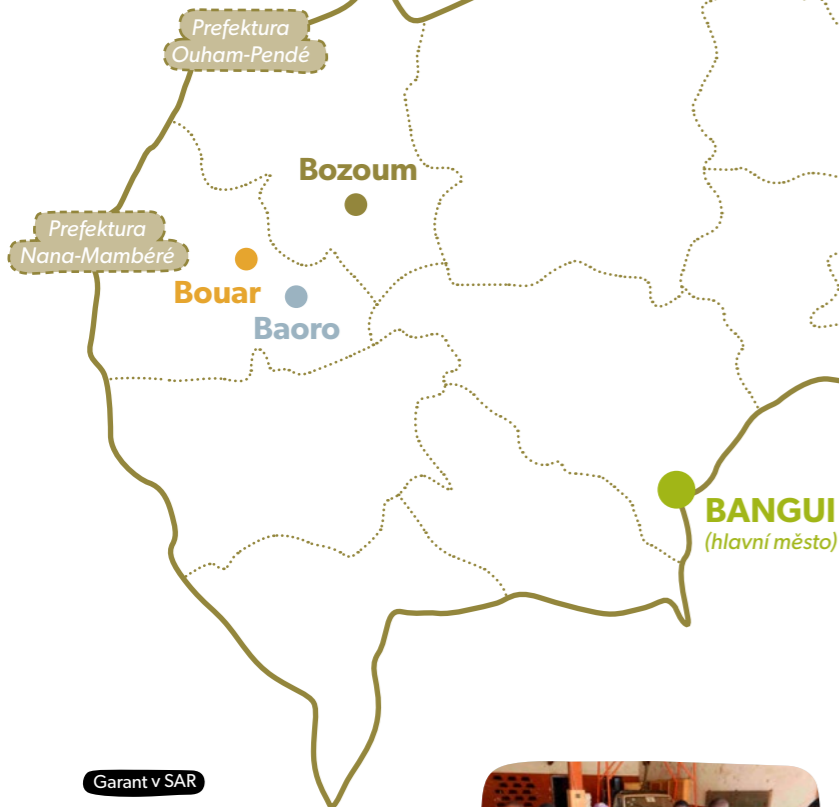 Prefektura
Ouham-Pendé
Bozoum
Prefektura
Nana-Mambéré
Bouar
Baoro
BANGUI
(hlavní město)
Garant v SAR